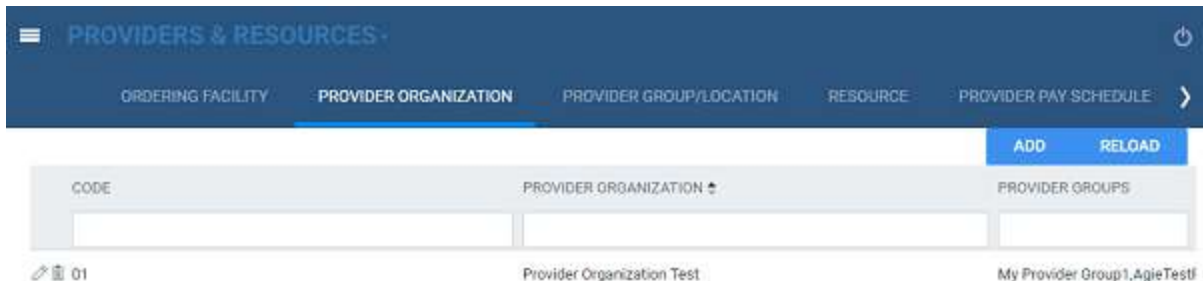 PROVIDERS & RESOURCES
ORDERING FACILITY PROVIDER ORGANIZATION PROVIDER GROUP/LOCATION RESOURCE PROVIDER PAY SCHEDULE
ADD RELOAD
CODE PROVIDER ORGANIZATION PROVIDER GROUPS
01 Provider Organization Test My Provider Group1,AgieTest